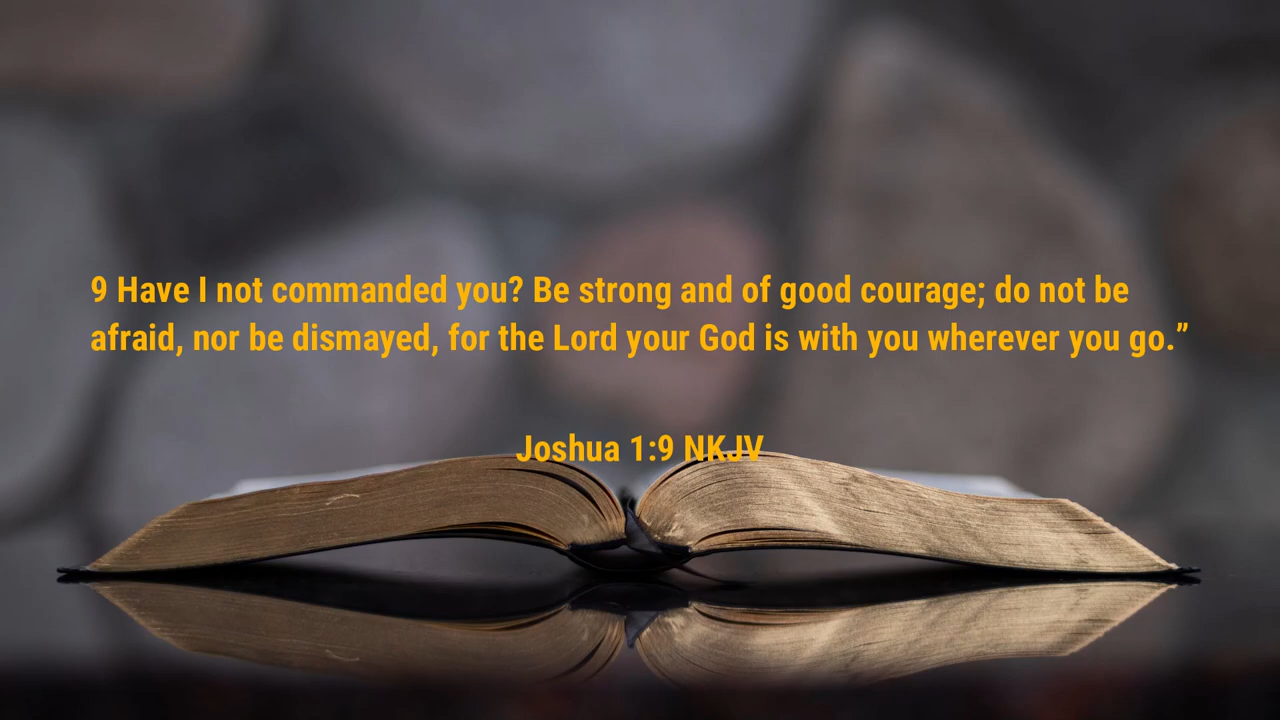 9 Have I not commanded you? Be strong and of good courage; do not be
afraid, nor be dismayed, for the Lord your God is with you wherever you go.”
Joshua 1:9 NKJV